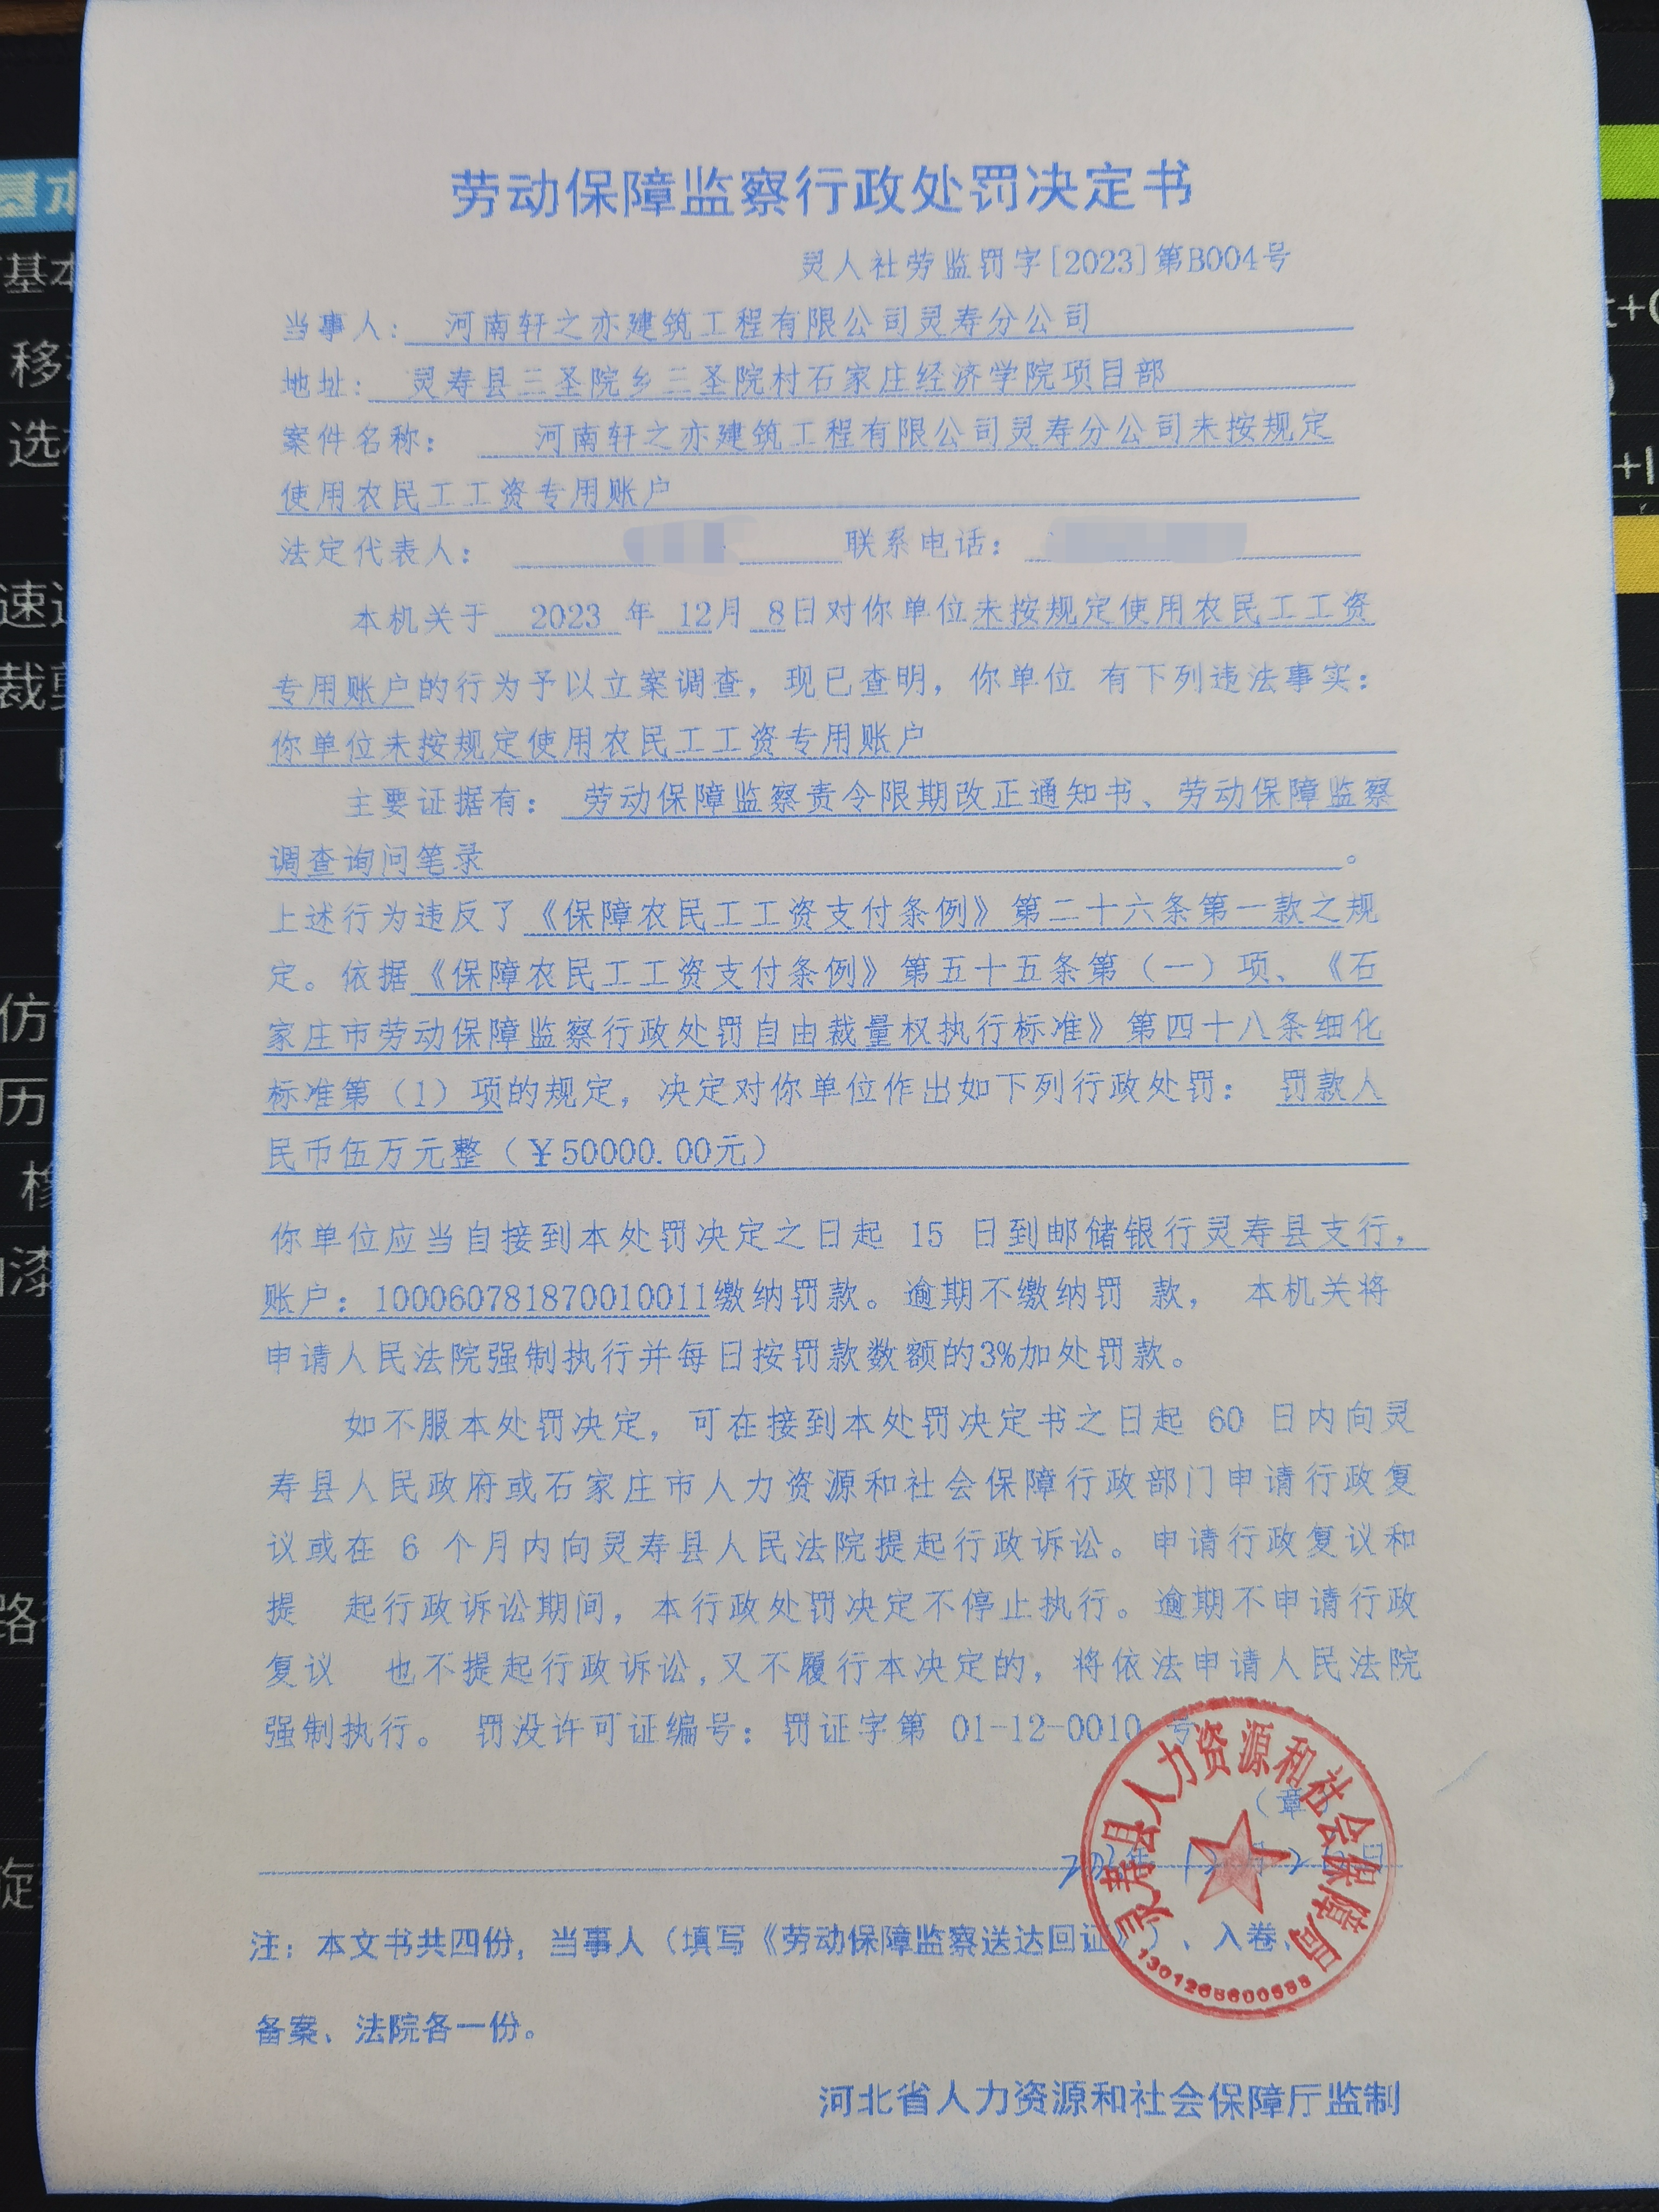 劳动保障监察行政处罚决定书
灵人社劳监罚字[2023]第B004号
当事人： 河南轩之亦建筑工程有限公司灵寿分公司
地址： 灵寿县三圣院乡三圣院村石家庄经济学院项目部
案件名称： 河南轩之亦建筑工程有限公司灵寿分公司未按规定
使用农民工工资专用账户
法定代表人： 联系电话：
本机关于 2023 年 12月 8日对你单位未按规定使用农民工工资
专用账户的行为予以立案调查，现已查明，你单位 有下列违法事实：
你单位未按规定使用农民工工资专用账户
主要证据有： 劳动保障监察责令限期改正通知书、劳动保障监察
调查询问笔录 。
上述行为违反了《保障农民工工资支付条例》第二十六条第一款之规
定。依据《保障农民工工资支付条例》第五十五条第（一）项、《石
家庄市劳动保障监察行政处罚自由裁量权执行标准》第四十八条细化
标准第（1）项的规定，决定对你单位作出如下列行政处罚： 罚款人
民币伍万元整（￥50000.00元）
你单位应当自接到本处罚决定之日起 15 日到邮储银行灵寿县支行，
账户：100060781870010011缴纳罚款。逾期不缴纳罚 款， 本机关将
申请人民法院强制执行并每日按罚款数额的3%加处罚款。
如不服本处罚决定，可在接到本处罚决定书之日起 60 日内向灵
寿县人民政府或石家庄市人力资源和社会保障行政部门申请行政复
议或在 6 个月内向灵寿县人民法院提起行政诉讼。申请行政复议和
提 起行政诉讼期间，本行政处罚决定不停止执行。逾期不申请行政
复议 也不提起行政诉讼,又不履行本决定的，将依法申请人民法院
强制执行。 罚没许可证编号：罚证字第 01-12-0010 号
（章）
灵寿县人力资源和社会保障局
注：本文书共四份，当事人（填写《劳动保障监察送达回证》）、入卷、
备案、法院各一份。
河北省人力资源和社会保障厅监制